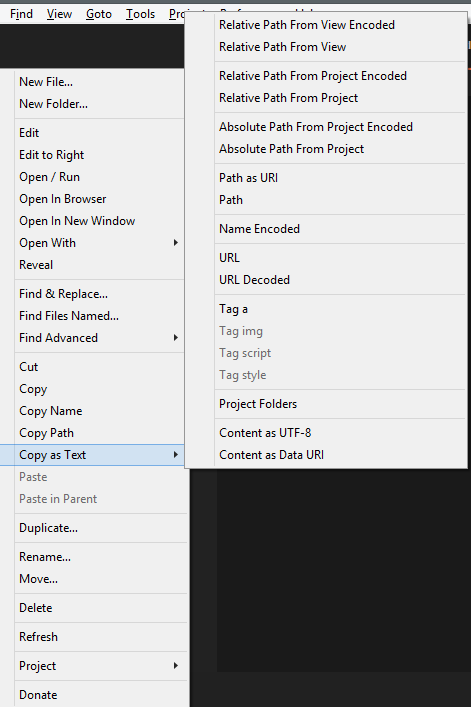 Find View Goto Tools
New File...
New Folder...
Edit
Edit to Right
Open / Run
Open In Browser
Open In New Window
Open With
Reveal
Find & Replace...
Find Files Named...
Find Advanced
Cut
Copy
Copy Name
Copy Path
Copy as Text
Paste
Paste in Parent
Duplicate...
Rename...
Move...
Delete
Refresh
Project
Donate
Relative Path From View Encoded
Relative Path From View
Relative Path From Project Encoded
Relative Path From Project
Absolute Path From Project Encoded
Absolute Path From Project
Path as URI
Path
Name Encoded
URL
URL Decoded
Tag a
Tag img
Tag script
Tag style
Project Folders
Content as UTF-8
Content as Data URI